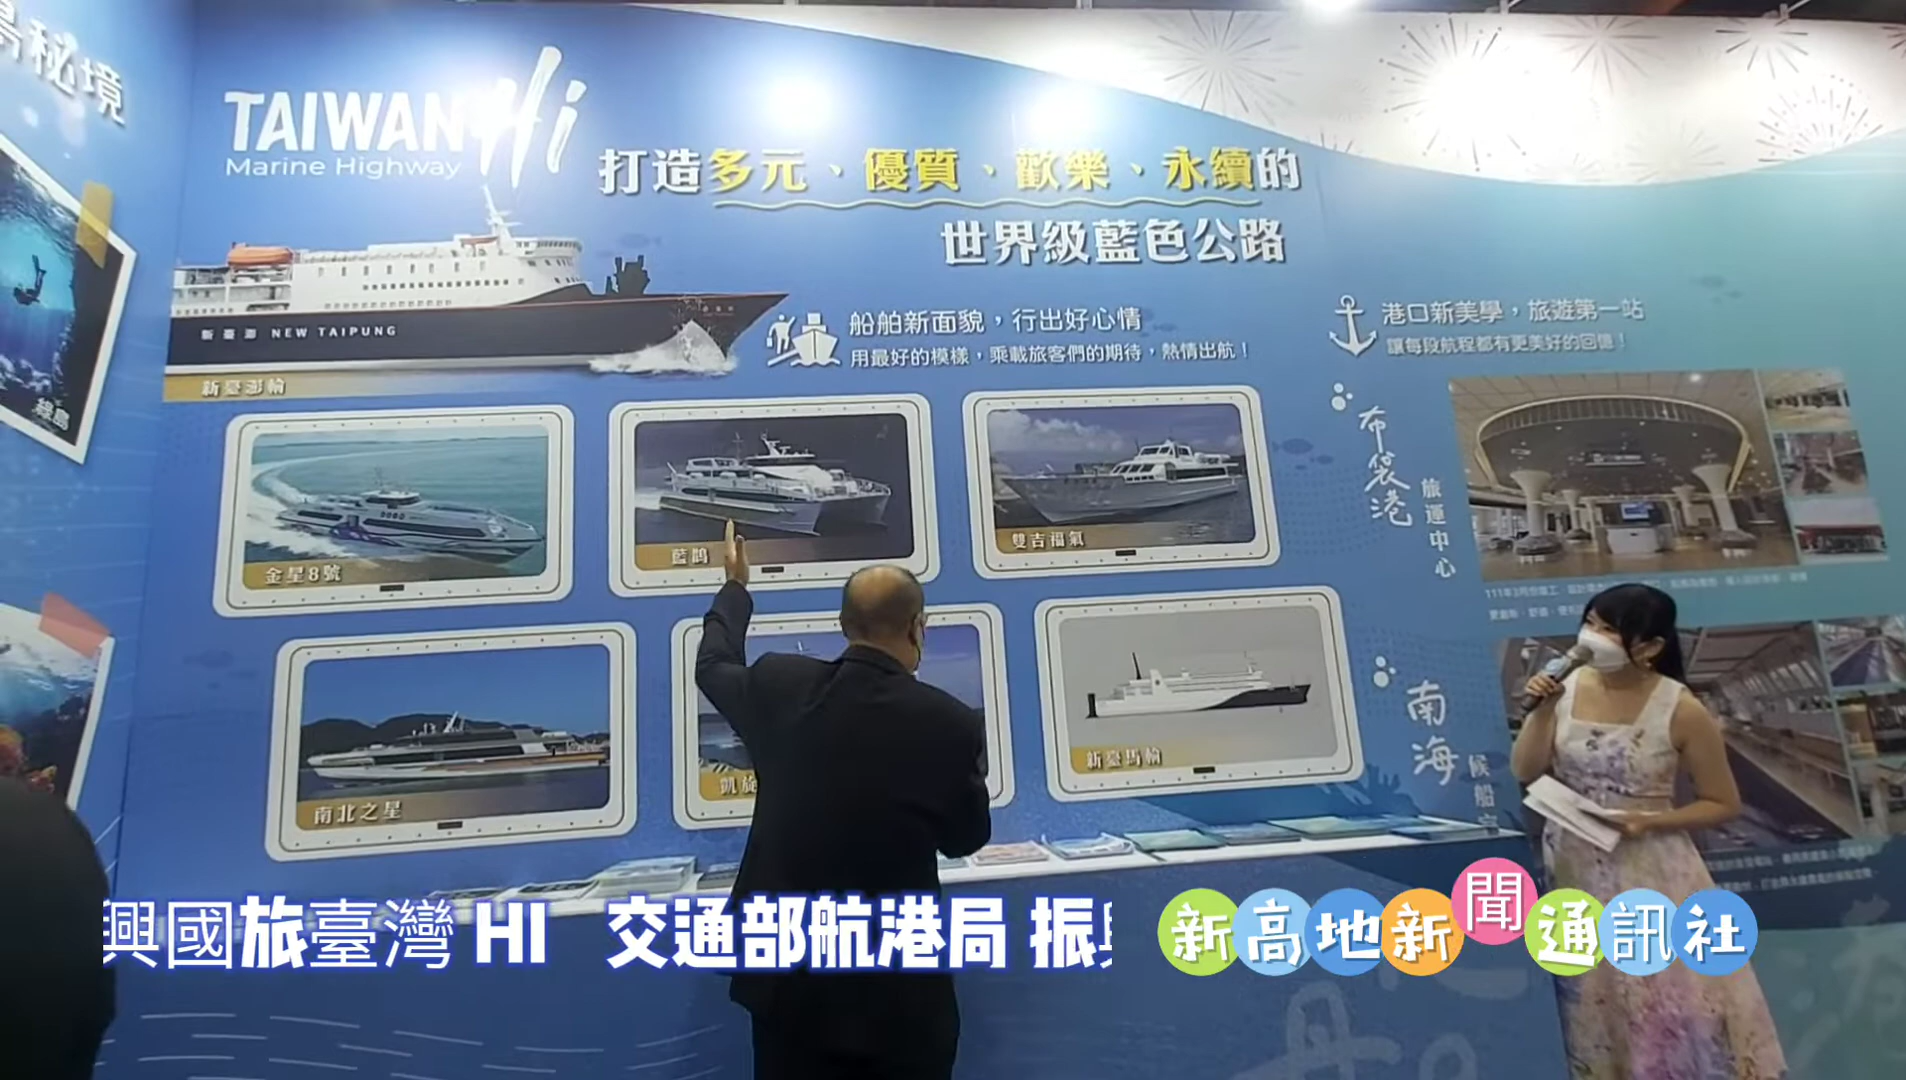 島秘境
綠島
TAIWAN Hi
Marine Highway
打造多元、優質、歡樂、永續的
世界級藍色公路
新臺澎 NEW TAIPUNG
新臺澎輪
船舶新面貌，行出好心情
用最好的模樣，乘載旅客們的期待，熱情出航！
港口新美學，旅遊第一站
讓每段航程都有更美好的回憶！
金星8號
藍鵲
雙吉福氣
布袋港
旅運中心
南北之星
凱旋
新臺馬輪
南海
候船室
興國旅臺灣 HI 交通部航港局 振
新高地新聞通訊社